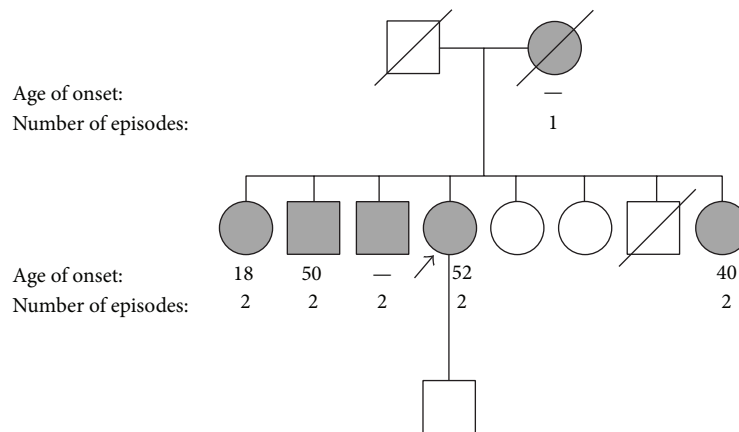 Age of onset: —
Number of episodes: 1
Age of onset: 18 50 — 52 40
Number of episodes: 2 2 2 2 2